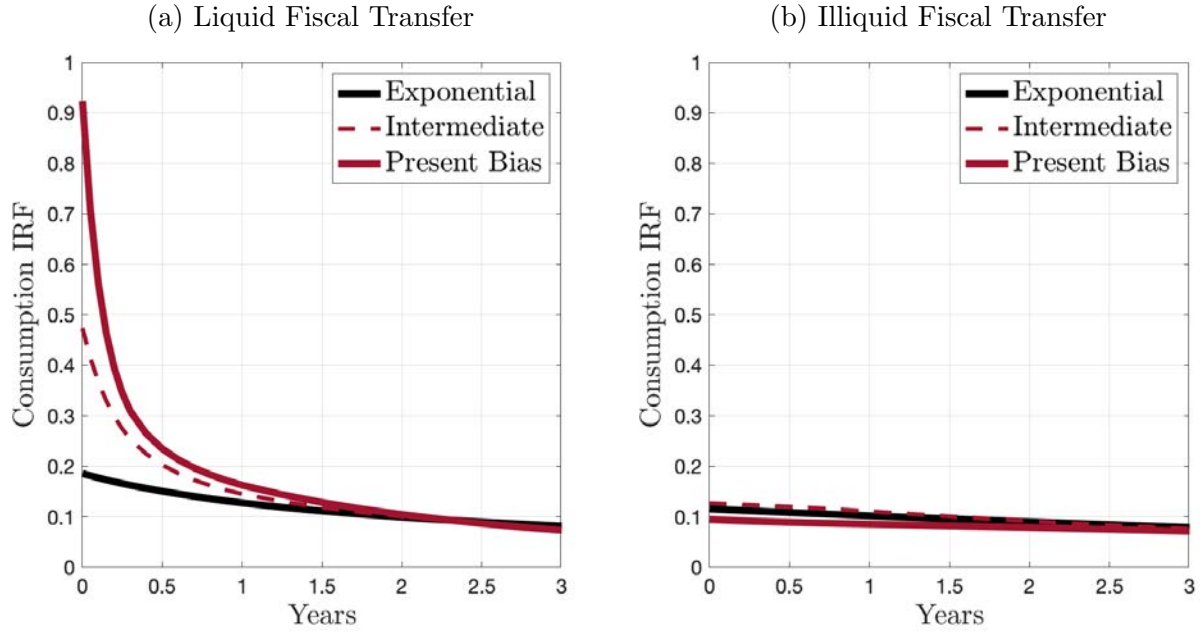 (a) Liquid Fiscal Transfer
1
0.9
0.8
0.7
0.6
0.5
0.4
0.3
0.2
0.1
0
Consumption IRF
Exponential
Intermediate
Present Bias
0 0.5 1 1.5 2 2.5 3
Years
(b) Illiquid Fiscal Transfer
1
0.9
0.8
0.7
0.6
0.5
0.4
0.3
0.2
0.1
0
Consumption IRF
Exponential
Intermediate
Present Bias
0 0.5 1 1.5 2 2.5 3
Years